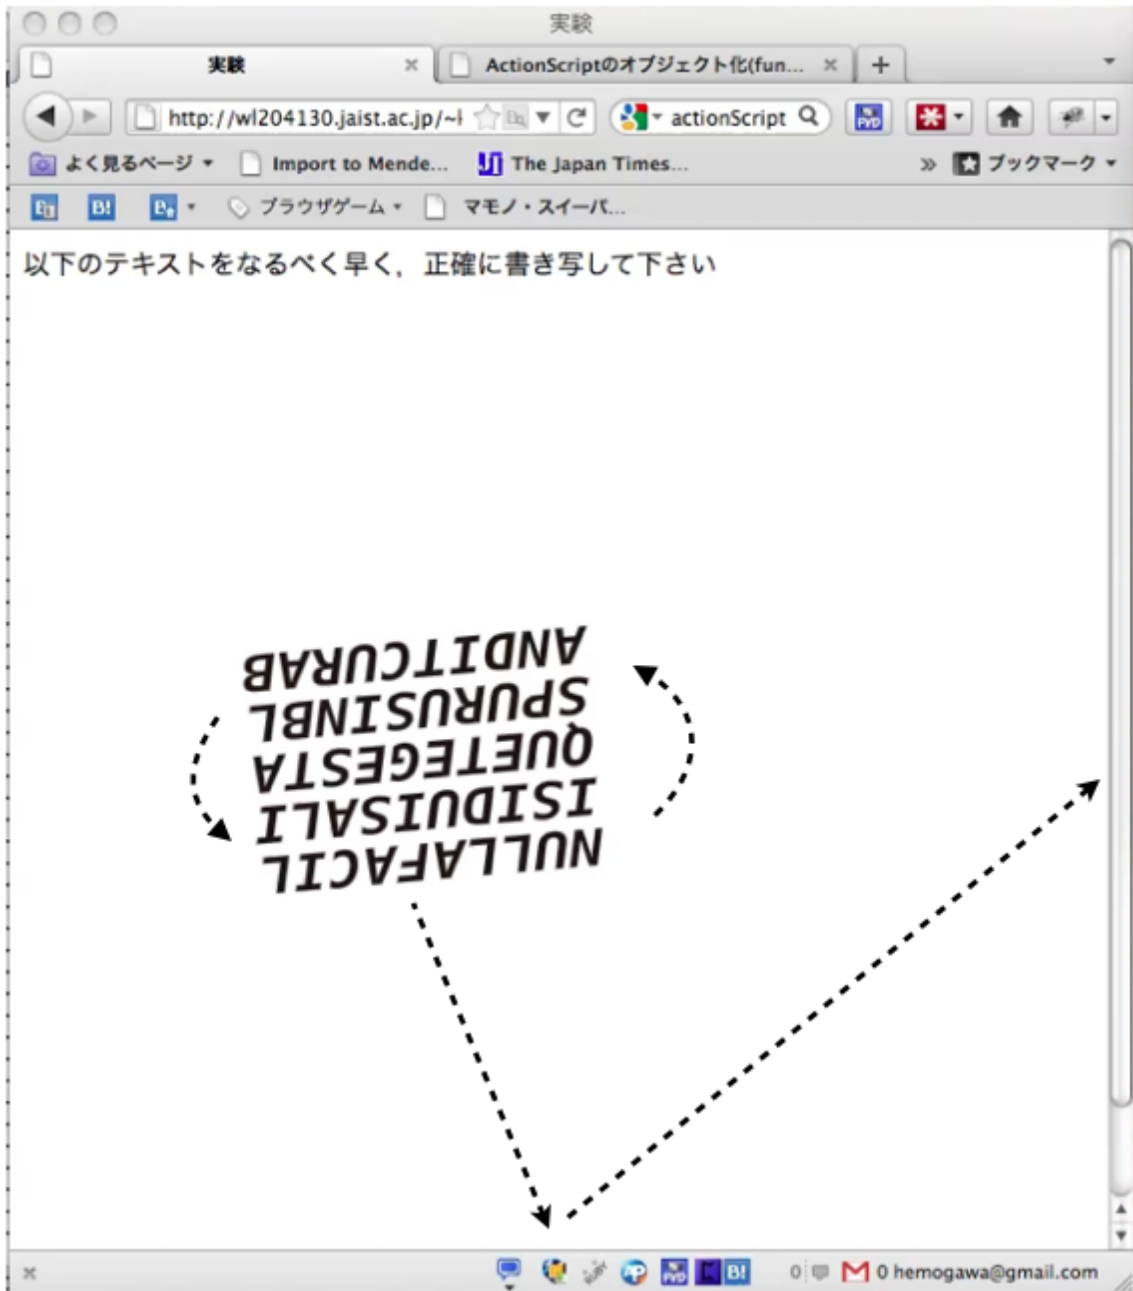 実験
実験
ActionScriptのオブジェクト化(fun...
http://wl204130.jaist.ac.jp/~
actionScript
よく見るページ
Import to Mende...
The Japan Times...
ブックマーク
ブラウザゲーム
マモノ・スイーパ...
以下のテキストをなるべく早く，正確に書き写して下さい
NULLAFACIL
ISIDUISALI
QUETEGESTA
SPURUSINBL
ANDITCURAB
0
0 hemogawa@gmail.com